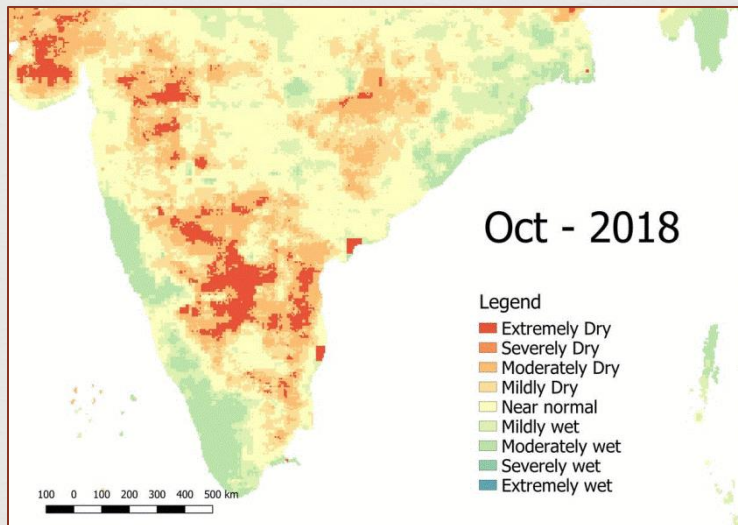 Oct - 2018
Legend
Extremely Dry
Severely Dry
Moderately Dry
Mildly Dry
Near normal
Mildly wet
Moderately wet
Severely wet
Extremely wet
100 0 100 200 300 400 500 km